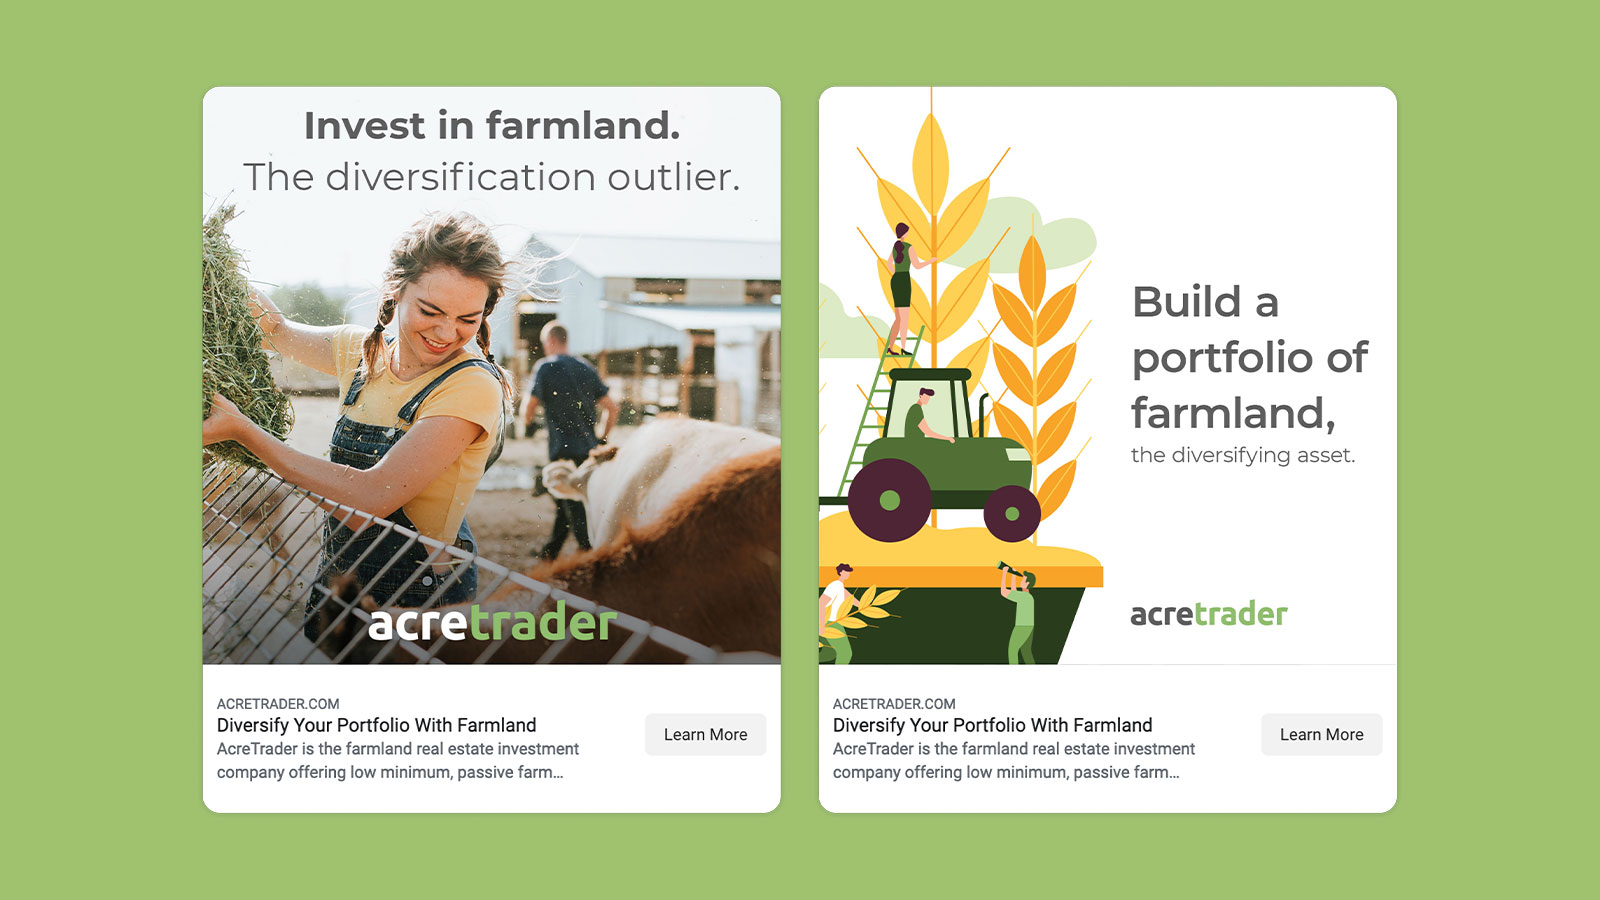 Invest in farmland.
The diversification outlier.
acretrader
ACRETRADER.COM
Diversify Your Portfolio With Farmland
AcreTrader is the farmland real estate investment
company offering low minimum, passive farm...
Learn More
Build a
portfolio of
farmland,
the diversifying asset.
acretrader
ACRETRADER.COM
Diversify Your Portfolio With Farmland
AcreTrader is the farmland real estate investment
company offering low minimum, passive farm...
Learn More